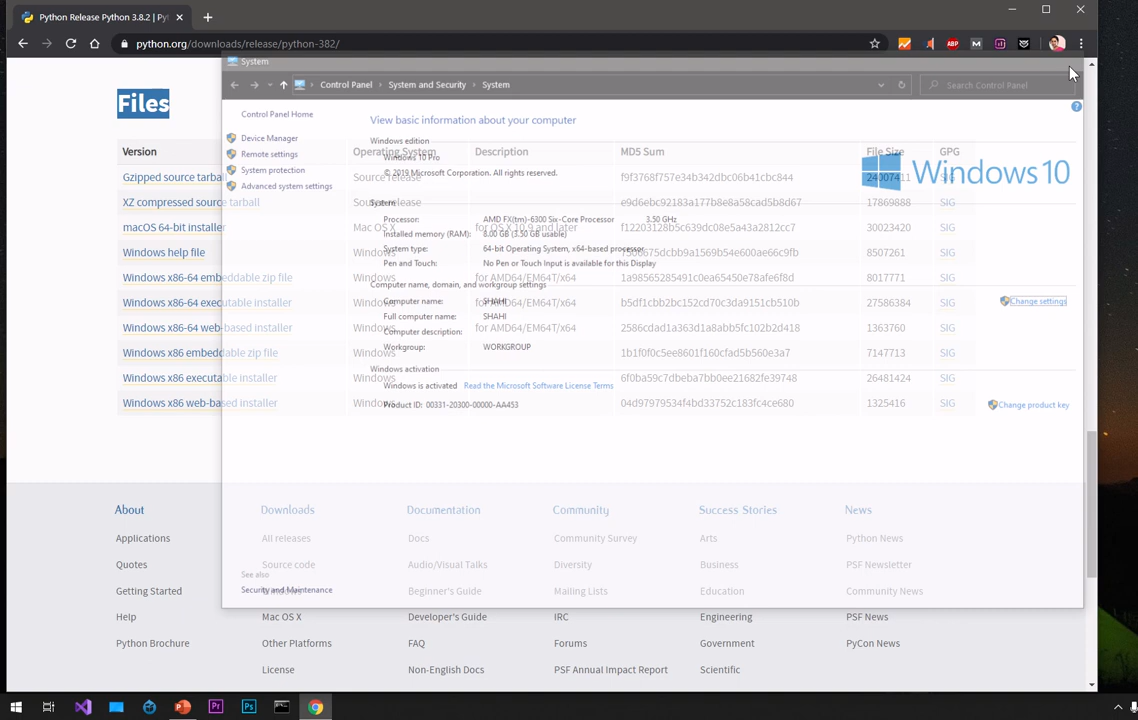 Python Release Python 3.8.2 | Py
python.org/downloads/release/python-382/
ABP
M
System
Control Panel
System and Security
System
Search Control Panel
Control Panel Home
Device Manager
Remote settings
System protection
Advanced system settings
View basic information about your computer
Windows edition
Windows 10 Pro
© 2019 Microsoft Corporation. All rights reserved.
Windows 10
System
Processor: AMD FX(tm)-6300 Six-Core Processor 3.50 GHz
Installed memory (RAM): 8.00 GB (3.50 GB usable)
System type: 64-bit Operating System, x64-based processor
Pen and Touch: No Pen or Touch Input is available for this Display
Computer name, domain, and workgroup settings
Computer name: SHAHI
Change settings
Full computer name: SHAHI
Computer description:
Workgroup: WORKGROUP
Windows activation
Windows is activated Read the Microsoft Software License Terms
Product ID: 00331-20300-00000-AA453
Change product key
See also
Security and Maintenance
Files
Version Operating System Description MD5 Sum File Size GPG
Gzipped source tarball Source release f9f3768f757e34b342dbc06b41cbc844 24007411 SIG
XZ compressed source tarball Source release e9d6ebc92183a177b8e8a58cad5b8d67 17869888 SIG
macOS 64-bit installer Mac OS X for OS X 10.9 and later f12203128b5c639dc08e5a43a2812cc7 30023420 SIG
Windows help file Windows 7506675dcbb9a1569b54e600ae66c9fb 8507261 SIG
Windows x86-64 embeddable zip file Windows for AMD64/EM64T/x64 1a98565285491c0ea65450e78afe6f8d 8017771 SIG
Windows x86-64 executable installer Windows for AMD64/EM64T/x64 b5df1cbb2bc152cd70c3da9151cb510b 27586384 SIG
Windows x86-64 web-based installer Windows for AMD64/EM64T/x64 2586cdad1a363d1a8abb5fc102b2d418 1363760 SIG
Windows x86 embeddable zip file Windows 1b1f0f0c5ee8601f160cfad5b560e3a7 7147713 SIG
Windows x86 executable installer Windows 6f0ba59c7dbeba7bb0ee21682fe39748 26481424 SIG
Windows x86 web-based installer Windows 04d97979534f4bd33752c183fc4ce680 1325416 SIG
About Downloads Documentation Community Success Stories News
Applications All releases Docs Community Survey Arts Python News
Quotes Source code Audio/Visual Talks Diversity Business PSF Newsletter
Getting Started Windows Beginner's Guide Mailing Lists Education Community News
Help Mac OS X Developer's Guide IRC Engineering PSF News
Python Brochure Other Platforms FAQ Forums Government PyCon News
License Non-English Docs PSF Annual Impact Report Scientific
Pr
Ps